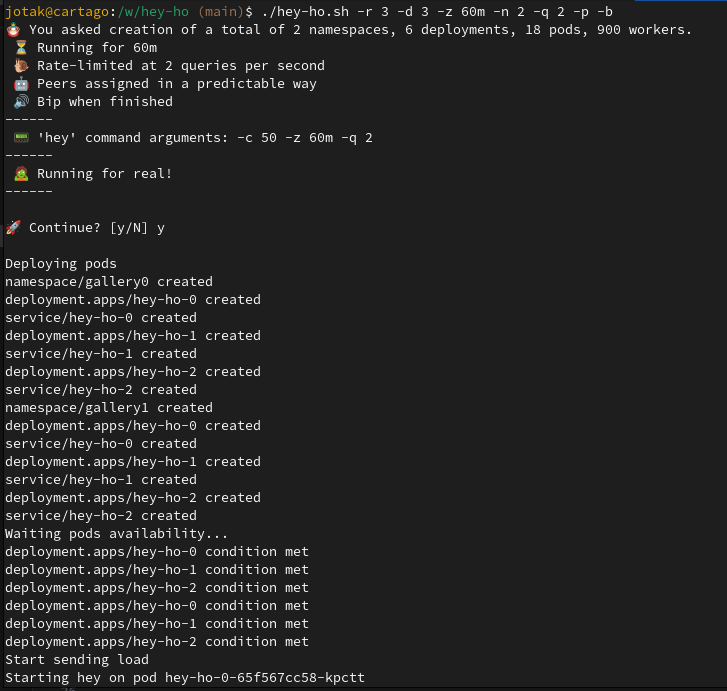 jotak@cartago:/w/hey-ho (main)$ ./hey-ho.sh -r 3 -d 3 -z 60m -n 2 -q 2 -p -b
You asked creation of a total of 2 namespaces, 6 deployments, 18 pods, 900 workers.
Running for 60m
Rate-limited at 2 queries per second
Peers assigned in a predictable way
Bip when finished
------
'hey' command arguments: -c 50 -z 60m -q 2
------
Running for real!
------
Continue? [y/N] y
Deploying pods
namespace/gallery0 created
deployment.apps/hey-ho-0 created
service/hey-ho-0 created
deployment.apps/hey-ho-1 created
service/hey-ho-1 created
deployment.apps/hey-ho-2 created
service/hey-ho-2 created
namespace/gallery1 created
deployment.apps/hey-ho-0 created
service/hey-ho-0 created
deployment.apps/hey-ho-1 created
service/hey-ho-1 created
deployment.apps/hey-ho-2 created
service/hey-ho-2 created
Waiting pods availability...
deployment.apps/hey-ho-0 condition met
deployment.apps/hey-ho-1 condition met
deployment.apps/hey-ho-2 condition met
deployment.apps/hey-ho-0 condition met
deployment.apps/hey-ho-1 condition met
deployment.apps/hey-ho-2 condition met
Start sending load
Starting hey on pod hey-ho-0-65f567cc58-kpctt